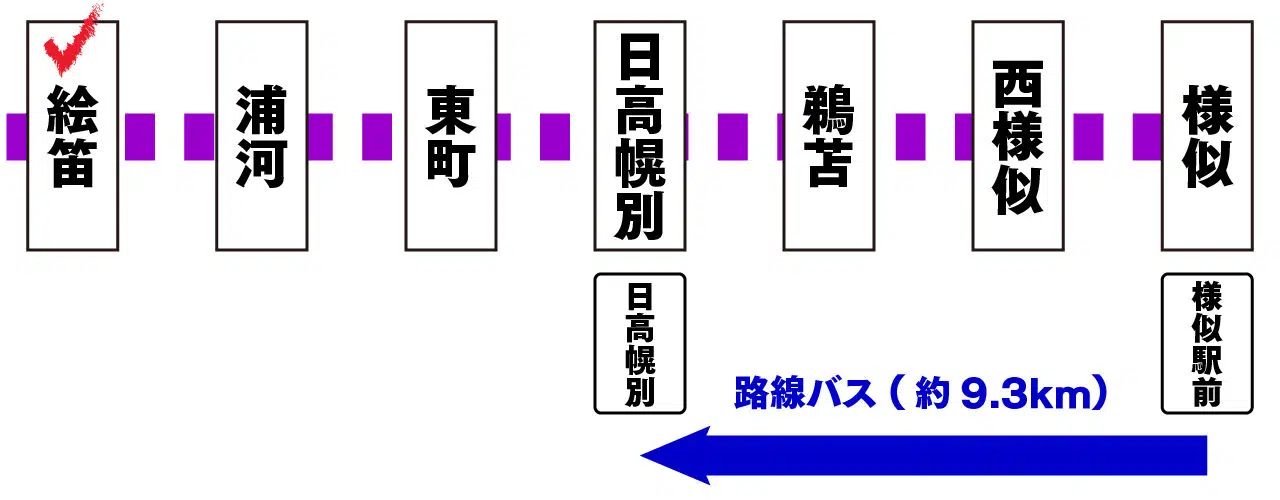 絵笛
浦河
東町
日高幌別
鵜苫
西様似
様似
日高幌別
様似駅前
路線バス（約9.3km）